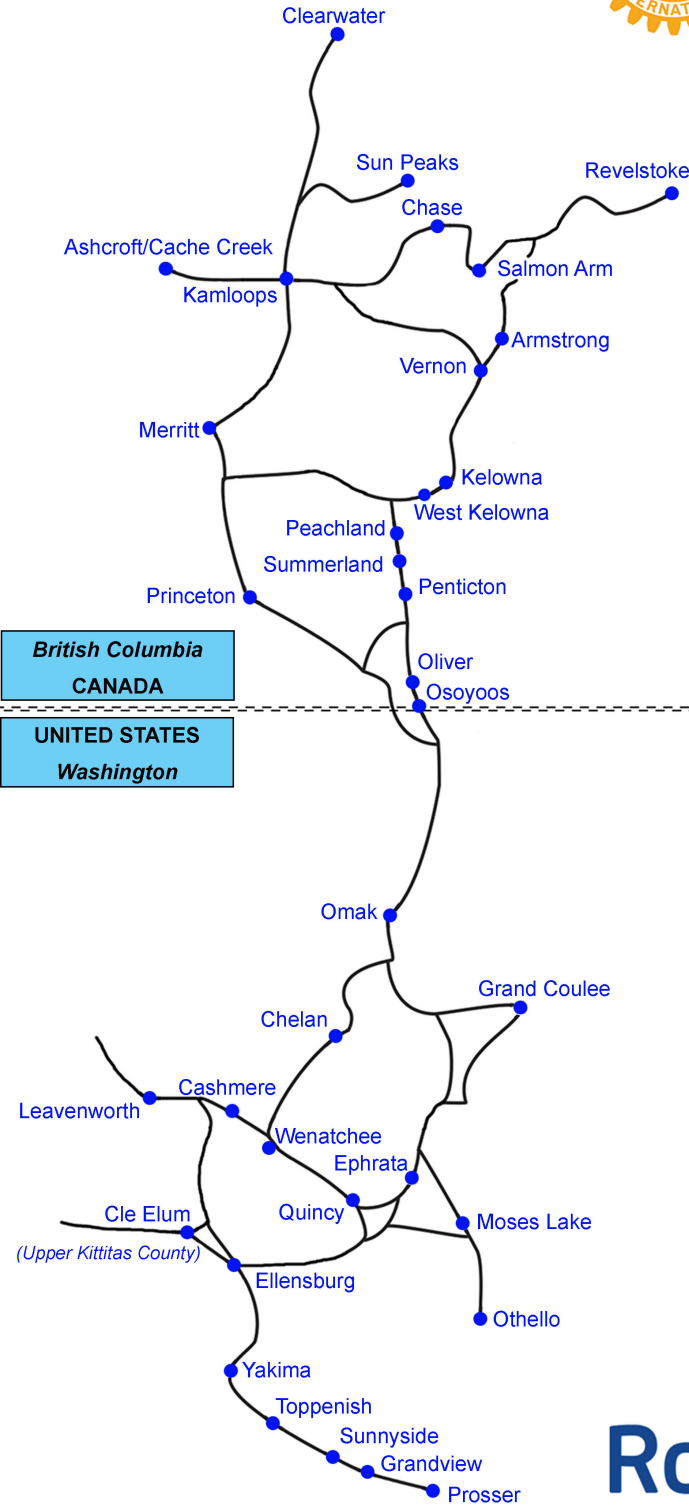 Clearwater
Sun Peaks
Revelstoke
Chase
Ashcroft/Cache Creek
Salmon Arm
Kamloops
Armstrong
Vernon
Merritt
Kelowna
West Kelowna
Peachland
Summerland
Penticton
Princeton
British Columbia
CANADA
Oliver
Osoyoos
UNITED STATES
Washington
Omak
Grand Coulee
Chelan
Cashmere
Leavenworth
Wenatchee
Ephrata
Quincy
Cle Elum
Moses Lake
(Upper Kittitas County)
Ellensburg
Othello
Yakima
Toppenish
Sunnyside
Grandview
Prosser